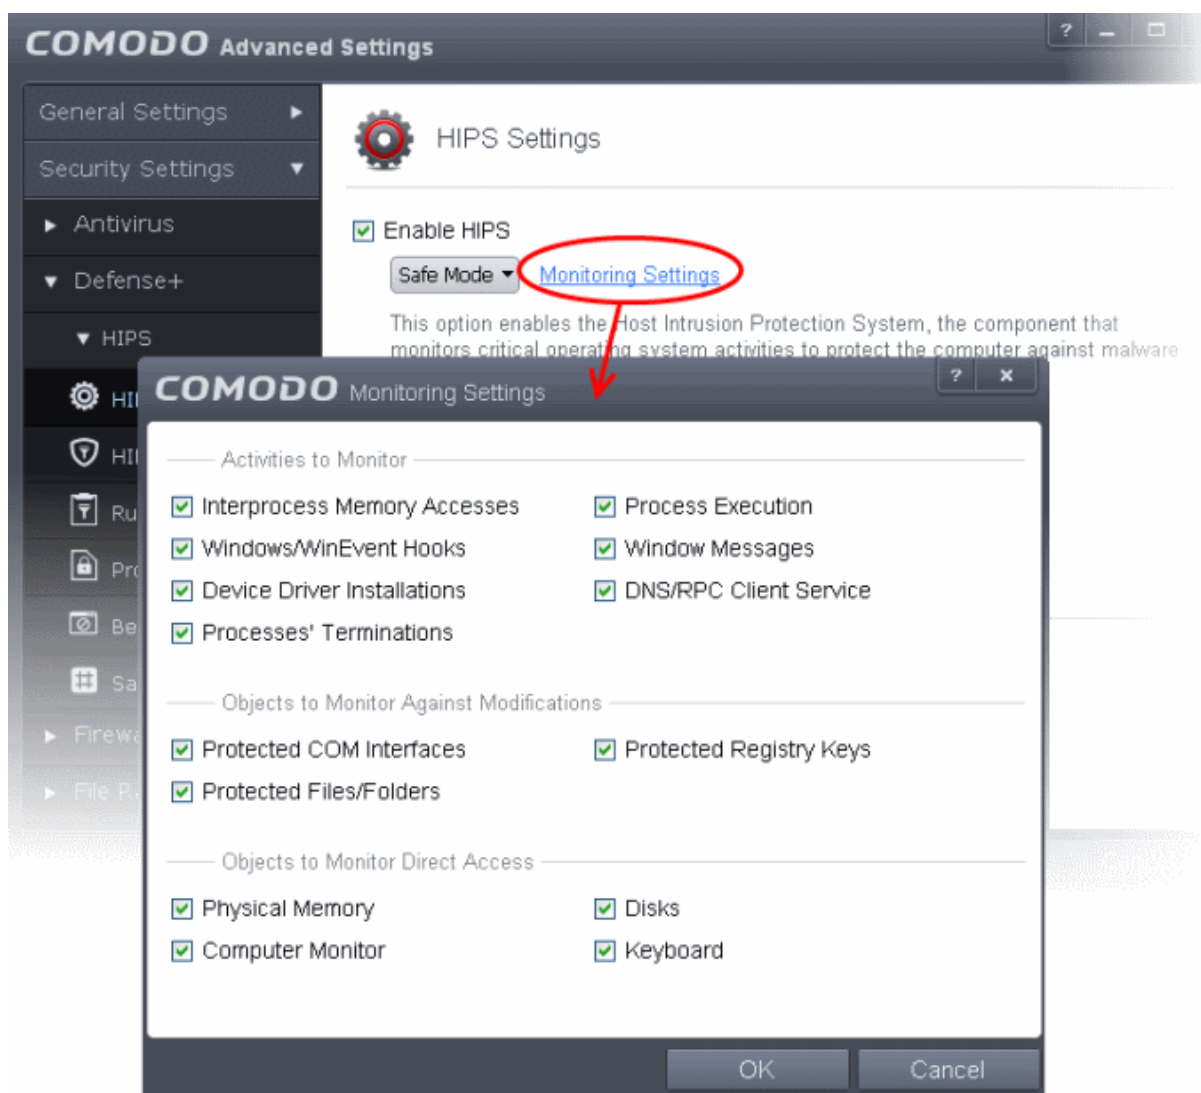 COMODO Advanced Settings
?
General Settings
Security Settings
Antivirus
Defense+
HIPS
HIPS Settings
Enable HIPS
Safe Mode Monitoring Settings
This option enables the Host Intrusion Protection System, the component that
monitors critical operating system activities to protect the computer against malware
COMODO Monitoring Settings
? x
Activities to Monitor
Interprocess Memory Accesses
Process Execution
Windows/WinEvent Hooks
Window Messages
Device Driver Installations
DNS/RPC Client Service
Processes' Terminations
Objects to Monitor Against Modifications
Protected COM Interfaces
Protected Registry Keys
Protected Files/Folders
Objects to Monitor Direct Access
Physical Memory
Disks
Computer Monitor
Keyboard
OK
Cancel